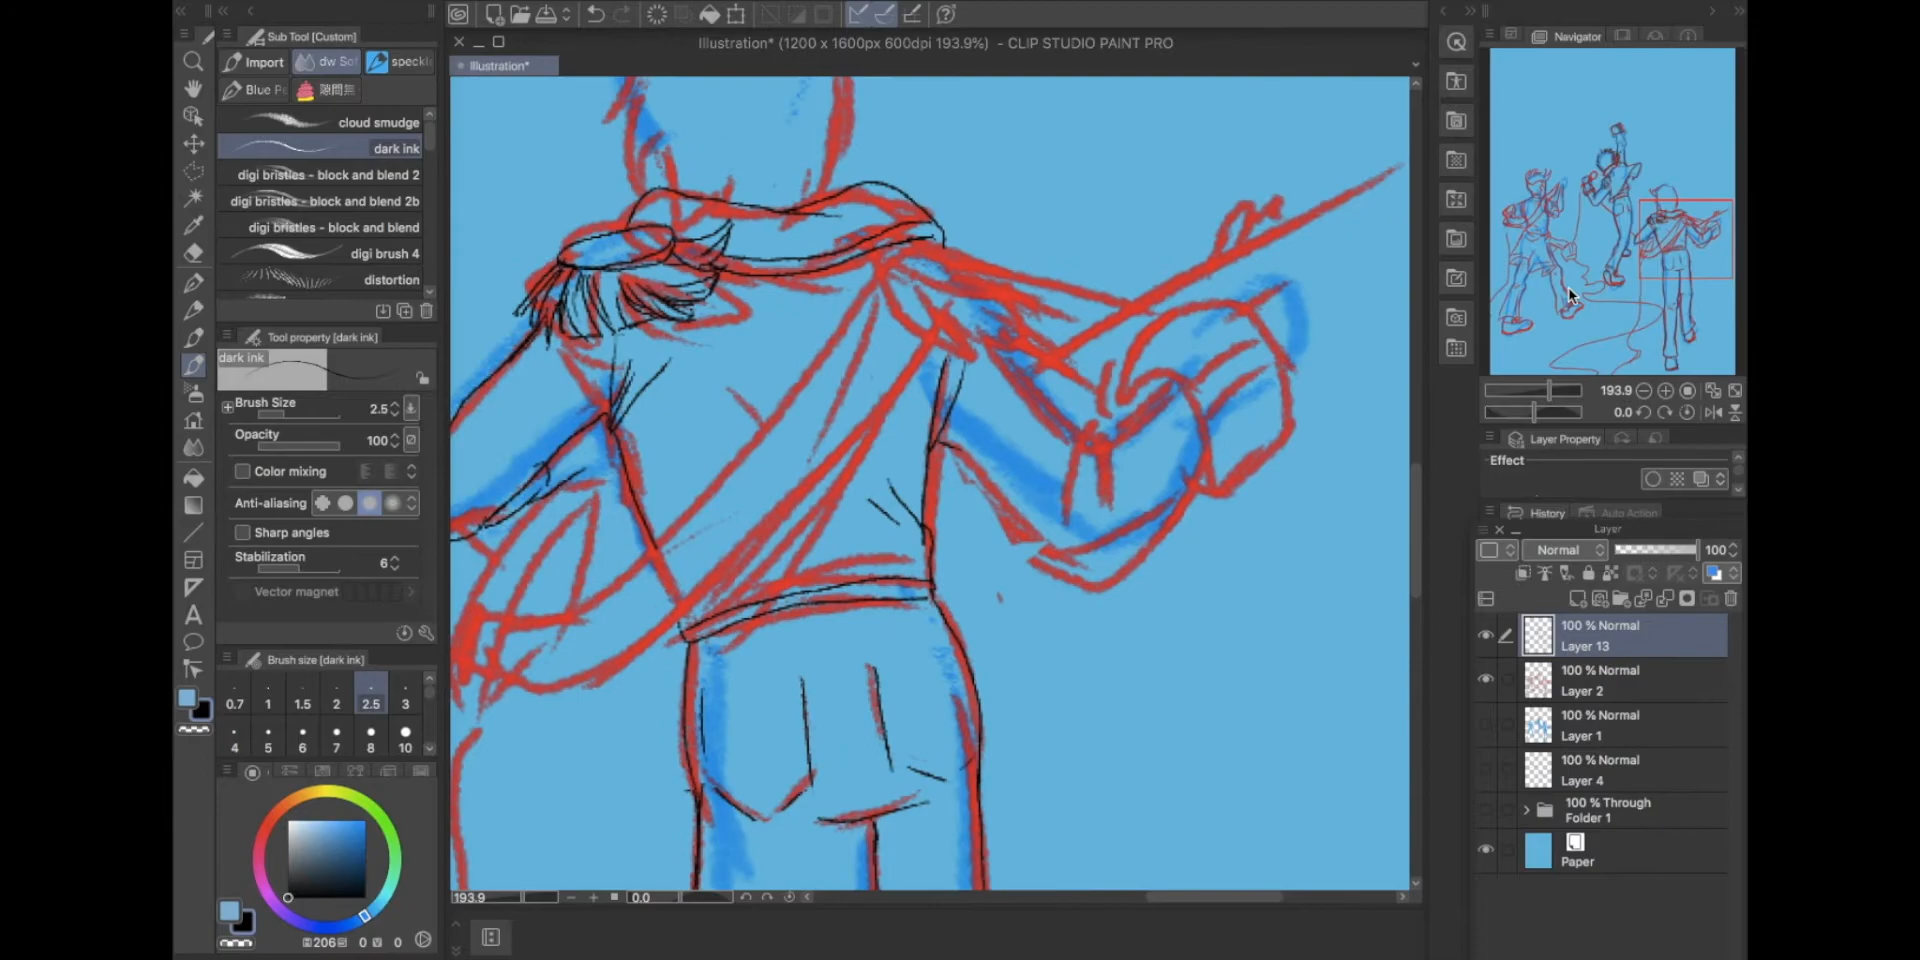 Sub Tool [Custom]
Import
dw Sof
speckle
Blue Pe
隙間無
cloud smudge
dark ink
digi bristles - block and blend 2
digi bristles - block and blend 2b
digi bristles - block and blend
digi brush 4
distortion
Tool property [dark ink]
dark ink
Brush Size 2.5
Opacity 100
Color mixing
Anti-aliasing
Sharp angles
Stabilization 6
Vector magnet
Brush size [dark ink]
0.7 1 1.5 2 2.5 3
4 5 6 7 8 10
206 0 V 0
Illustration* (1200 x 1600px 600dpi 193.9%) - CLIP STUDIO PAINT PRO
Illustration*
193.9 0.0
Navigator
193.9
0.0
Layer Property
Effect
History Auto Action
Layer
Normal 100
100 % Normal
Layer 13
100 % Normal
Layer 2
100 % Normal
Layer 1
100 % Normal
Layer 4
100 % Through
Folder 1
Paper